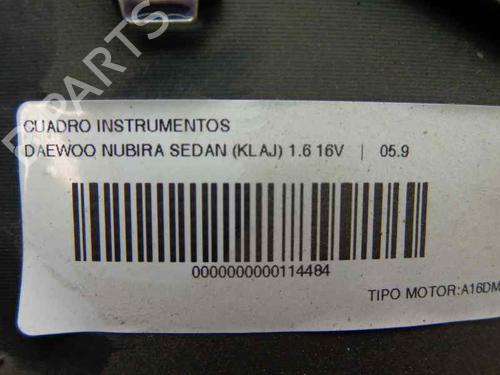 CUADRO INSTRUMENTOS
DAEWOO NUBIRA SEDAN (KLAJ) 1.6 16V | 05.9
0000000000114484
TIPO MOTOR:A16DM
PARTS